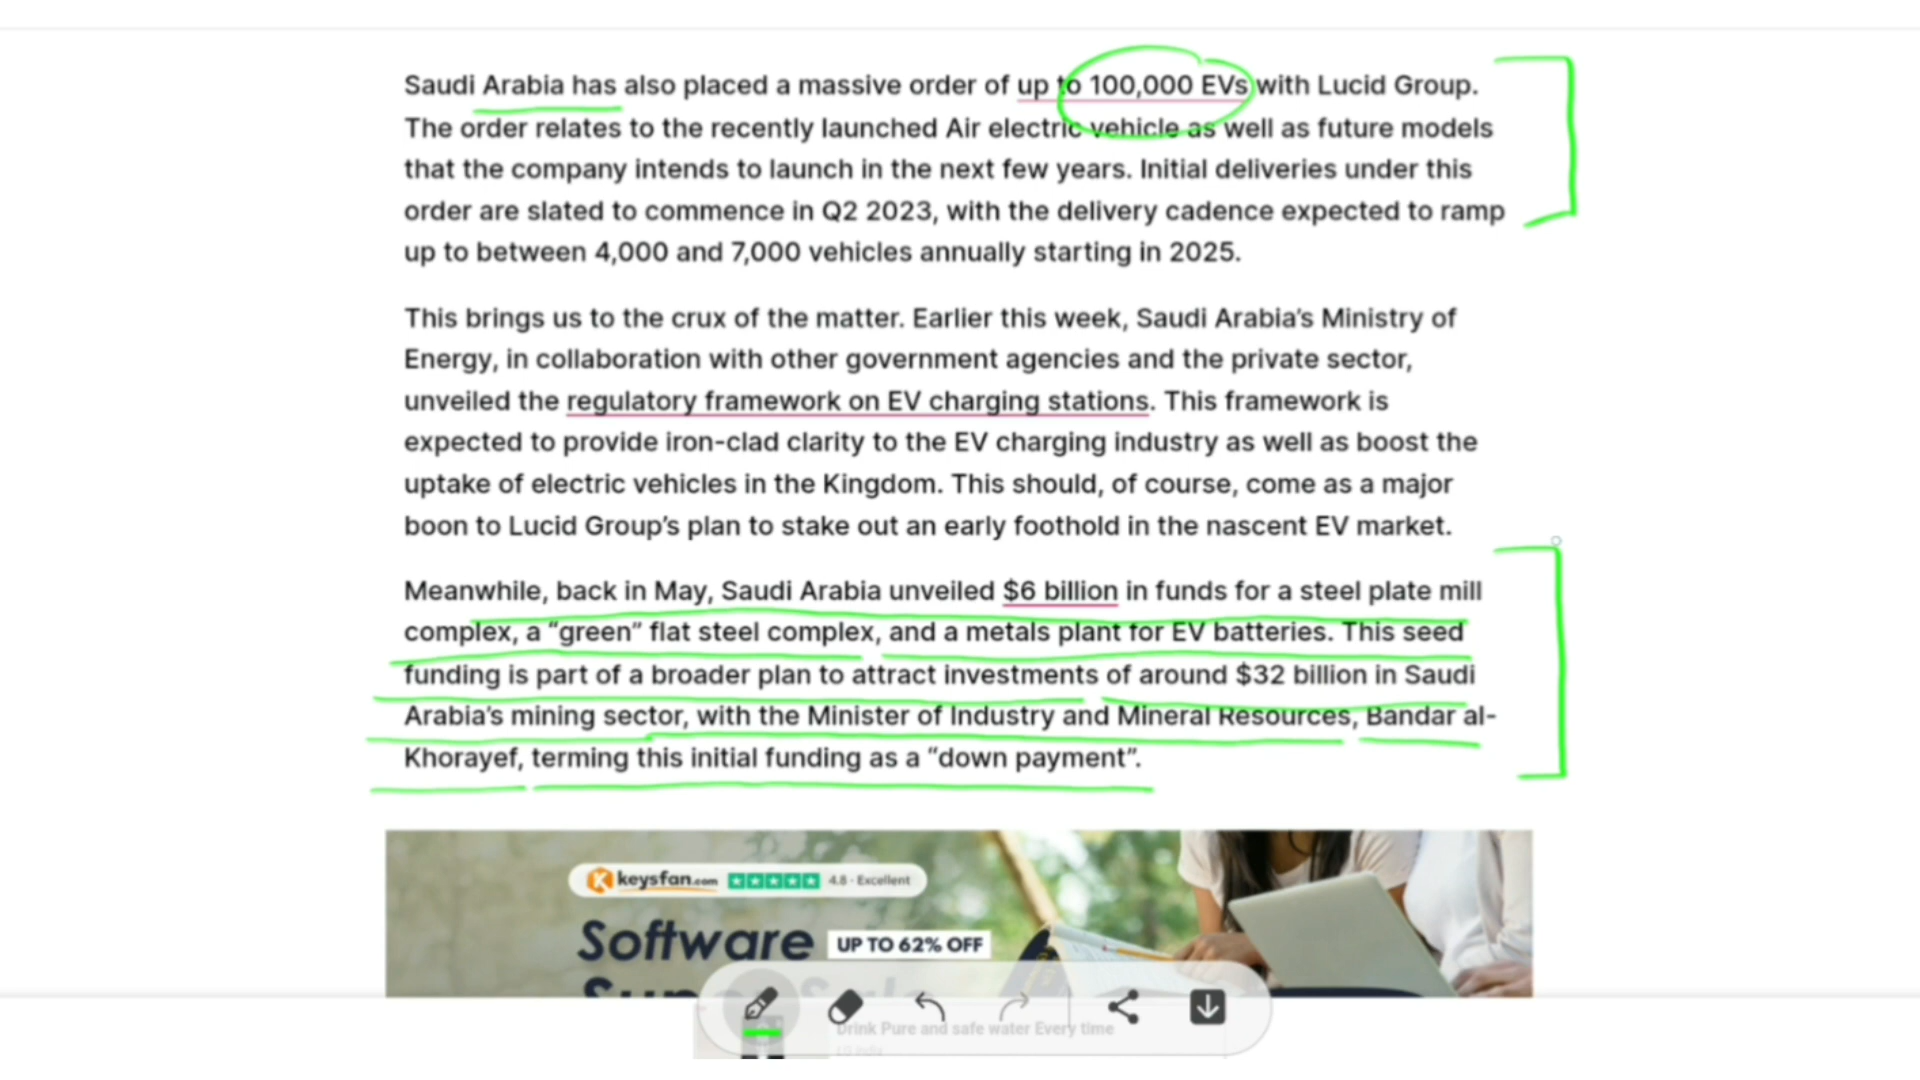 Saudi Arabia has also placed a massive order of up to 100,000 EVs with Lucid Group.
The order relates to the recently launched Air electric vehicle as well as future models
that the company intends to launch in the next few years. Initial deliveries under this
order are slated to commence in Q2 2023, with the delivery cadence expected to ramp
up to between 4,000 and 7,000 vehicles annually starting in 2025.
This brings us to the crux of the matter. Earlier this week, Saudi Arabia’s Ministry of
Energy, in collaboration with other government agencies and the private sector,
unveiled the regulatory framework on EV charging stations. This framework is
expected to provide iron-clad clarity to the EV charging industry as well as boost the
uptake of electric vehicles in the Kingdom. This should, of course, come as a major
boon to Lucid Group’s plan to stake out an early foothold in the nascent EV market.
Meanwhile, back in May, Saudi Arabia unveiled $6 billion in funds for a steel plate mill
complex, a “green” flat steel complex, and a metals plant for EV batteries. This seed
funding is part of a broader plan to attract investments of around $32 billion in Saudi
Arabia’s mining sector, with the Minister of Industry and Mineral Resources, Bandar al-
Khorayef, terming this initial funding as a “down payment”.
keysfan.com 4.8 - Excellent
Software UP TO 62% OFF
Drink Pure and safe water Every time